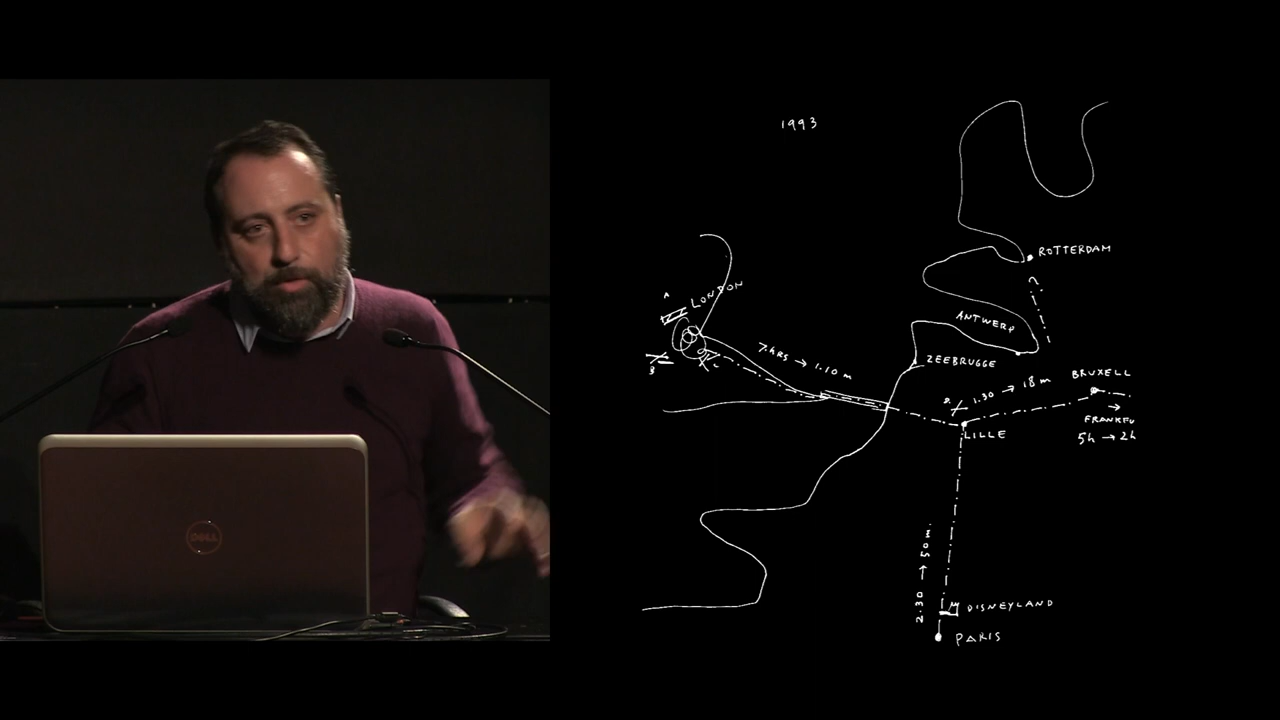 1993
ROTTERDAM
A
LONDON
ANTWERP
B
C
7 HRS → 1.10 m
ZEEBRUGGE
BRUXELL
1.30 → 18 m
LILLE
FRANKFU
5h → 2h
2.30 → 50 m.
DISNEYLAND
PARIS
DELL